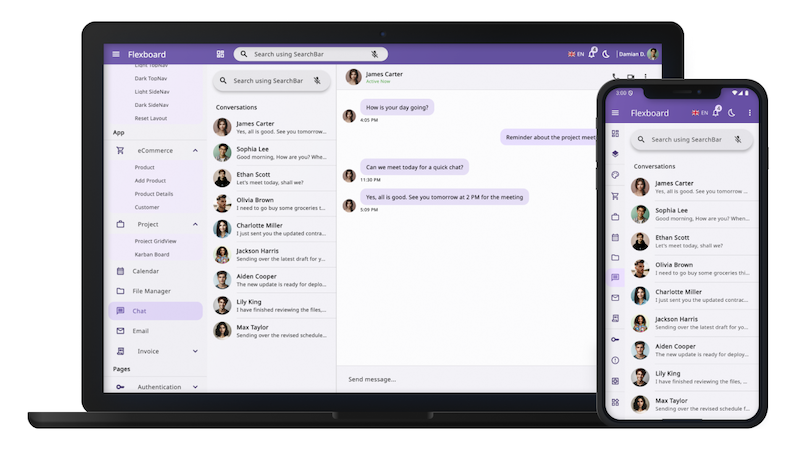 Flexboard
Search using SearchBar
EN
4
Damian D.
Light TopNav
Dark TopNav
Light SideNav
Dark SideNav
Reset Layout
App
eCommerce
Product
Add Product
Product Details
Customer
Project
Project GridView
Karban Board
Calendar
File Manager
Chat
Email
Invoice
Pages
Authentication
Search using SearchBar
Conversations
James Carter
Yes, all is good. See you tomorrow...
Sophia Lee
Good morning, How are you? Whe...
Ethan Scott
Let's meet today, shall we?
Olivia Brown
I need to go buy some groceries t...
Charlotte Miller
I just sent you the updated contra...
Jackson Harris
Sending over the latest draft for y...
Aiden Cooper
The new update is ready for deplo...
Lily King
I have finished reviewing the files,...
Max Taylor
Sending over the revised schedule...
James Carter
Active Now
How is your day going?
4:05 PM
Reminder about the project meet
Can we meet today for a quick chat?
11:30 PM
Yes, all is good. See you tomorrow at 2 PM for the meeting
5:09 PM
Send message...
3:00
Flexboard
EN
4
Search using SearchBar
Conversations
James Carter
Yes, all is good. See you tomorrow ...
Sophia Lee
Good morning, How are you? When...
Ethan Scott
Let's meet today, shall we?
Olivia Brown
I need to go buy some groceries thi...
Charlotte Miller
I just sent you the updated contrac...
Jackson Harris
Sending over the latest draft for yo...
Aiden Cooper
The new update is ready for deploy...
Lily King
I have finished reviewing the files, ...
Max Taylor
Sending over the revised schedule f